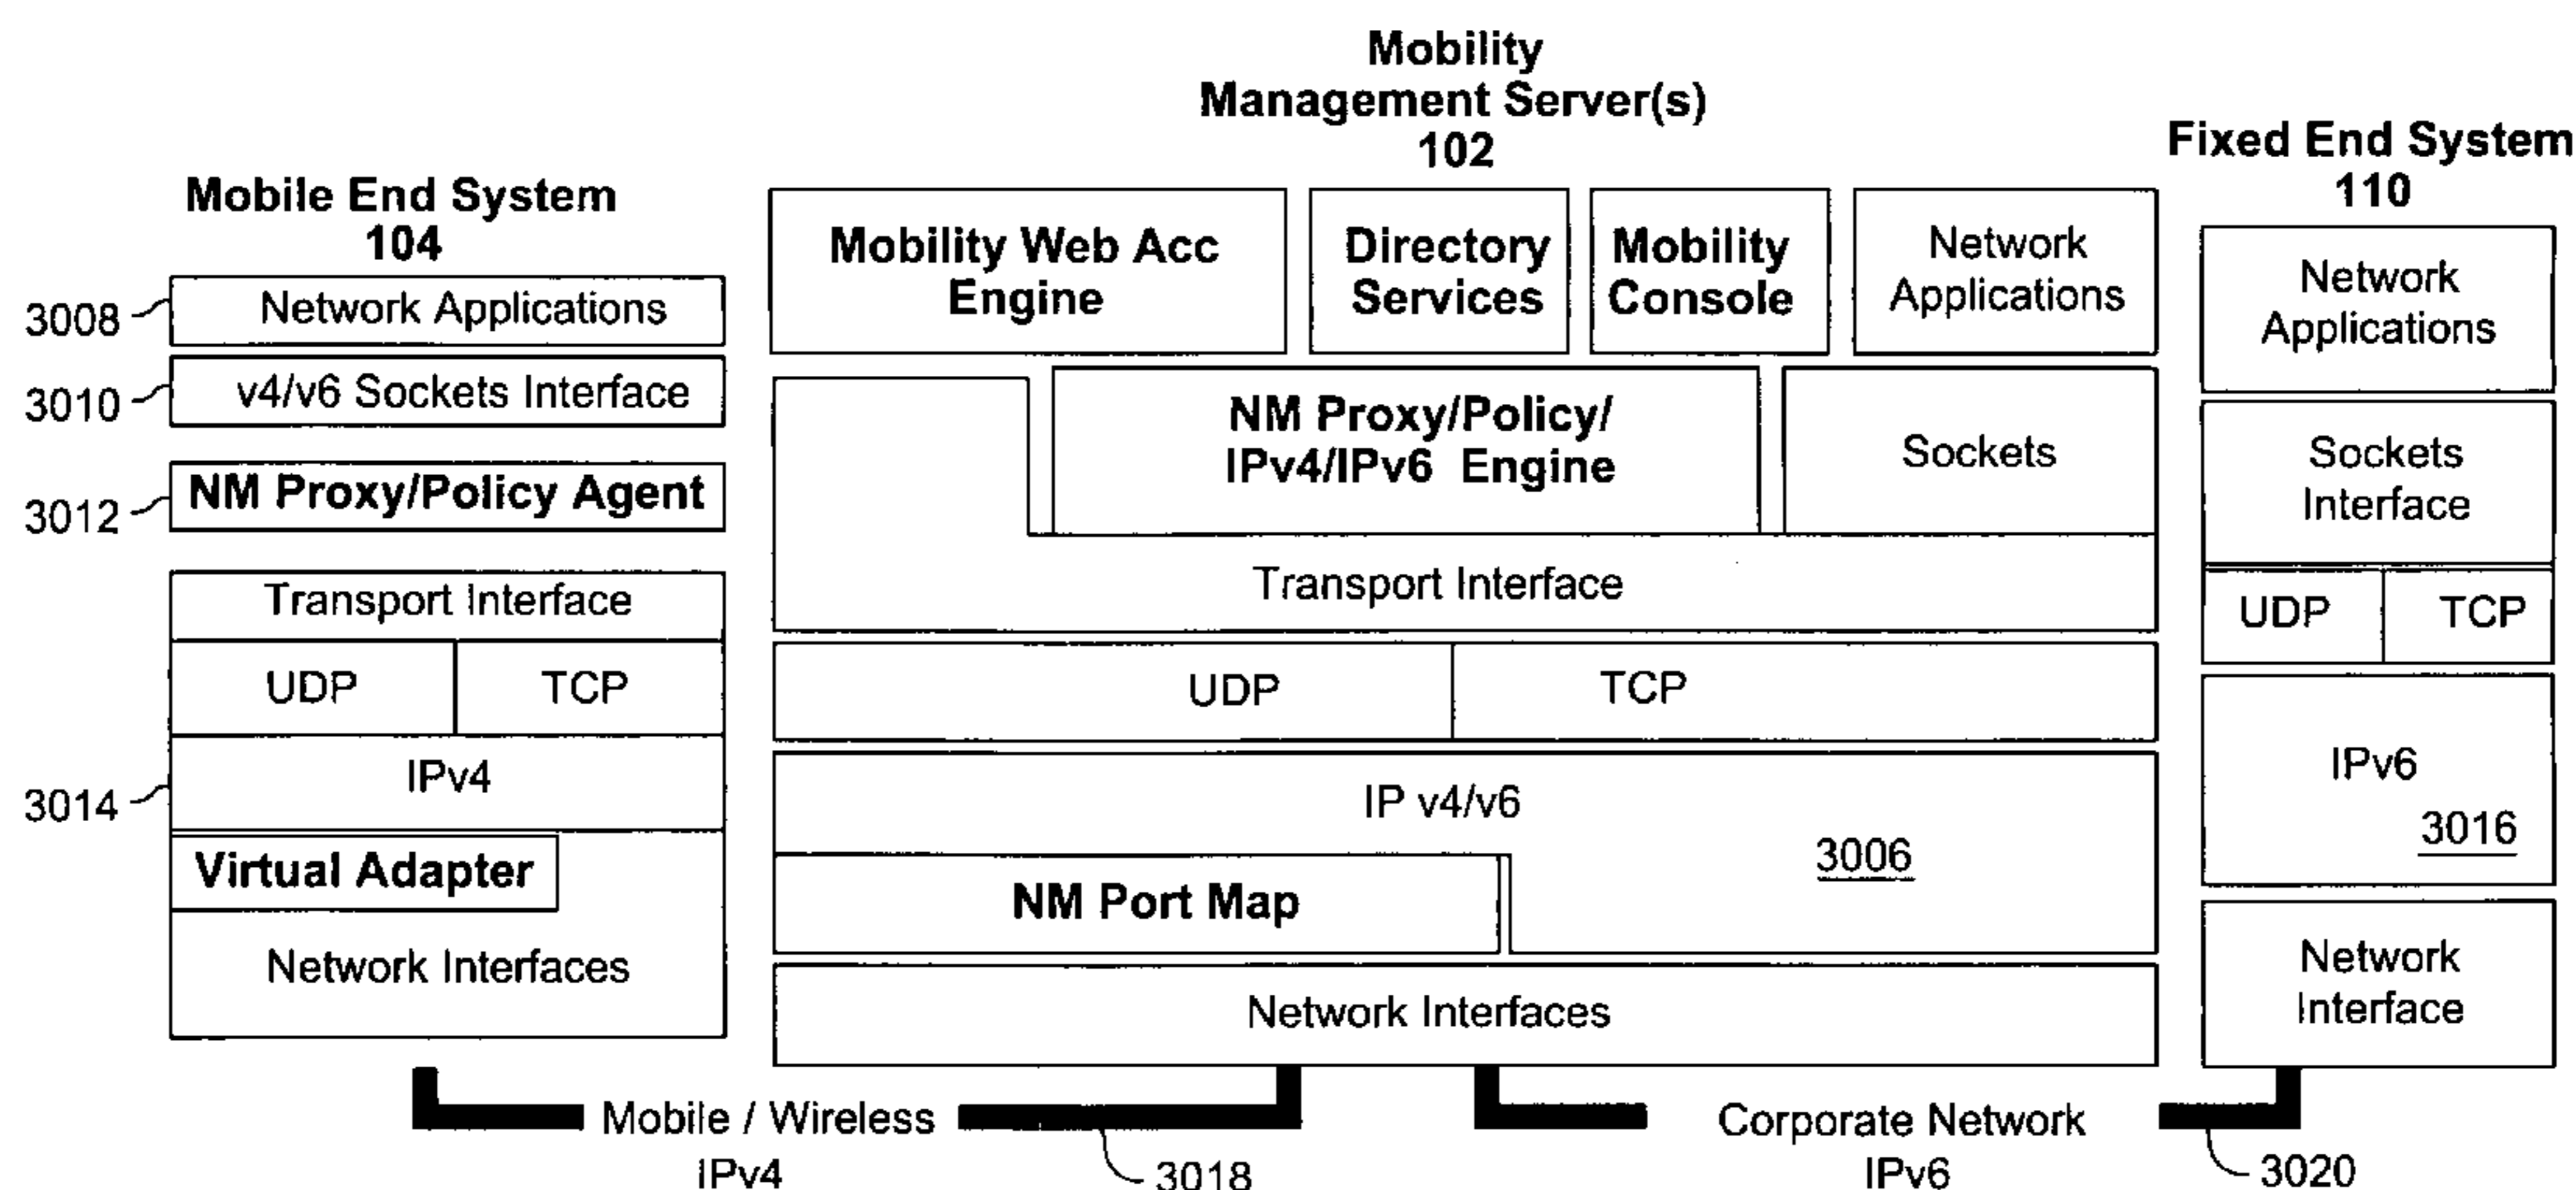 Mobility
Management Server(s)
102
Fixed End System
110
Mobile End System
104
Mobility Web Acc
Engine
Directory
Services
Mobility
Console
Network
Applications
Network
Applications
3008
Network Applications
3010
v4/v6 Sockets Interface
NM Proxy/Policy/
IPv4/IPv6 Engine
Sockets
Sockets
Interface
3012
NM Proxy/Policy Agent
Transport Interface
Transport Interface
UDP
TCP
UDP
TCP
UDP
TCP
IPv4
3014
IP v4/v6
3006
IPv6
3016
Virtual Adapter
NM Port Map
Network Interfaces
Network Interfaces
Network
Interface
Mobile / Wireless
IPv4
3018
Corporate Network
IPv6
3020